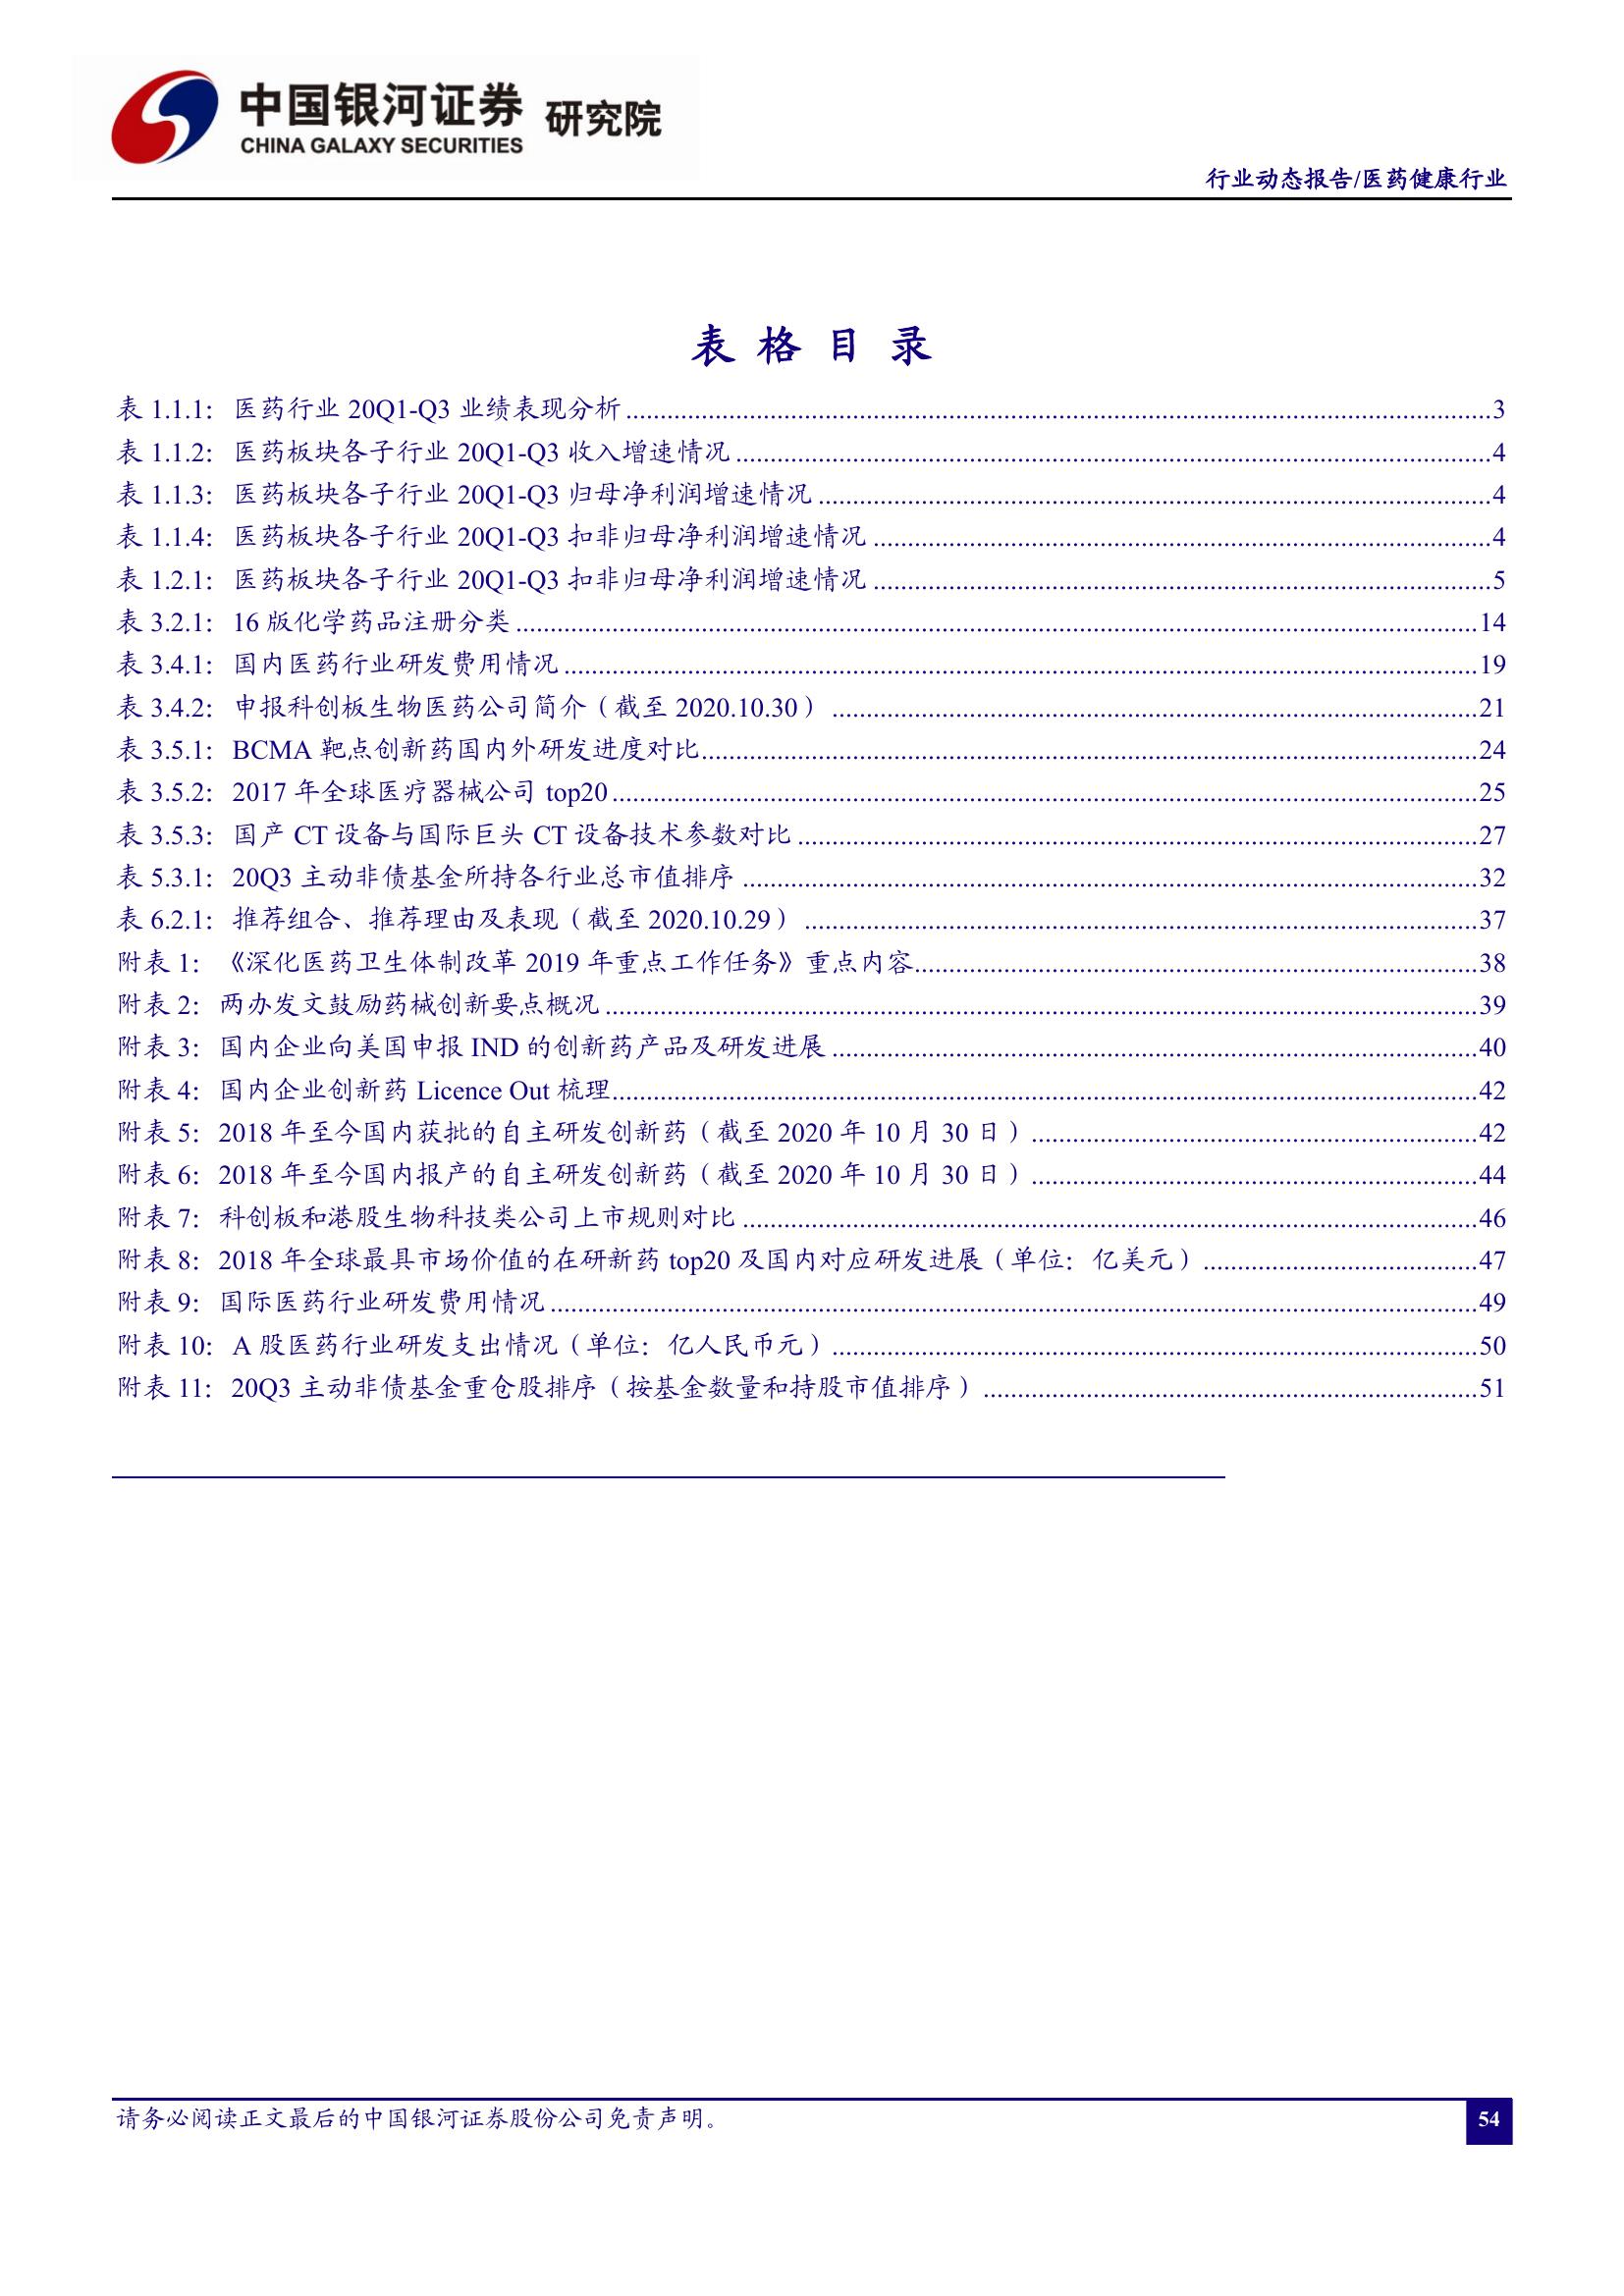 中国银河证券 研究院
CHINA GALAXY SECURITIES
行业动态报告/医药健康行业
表 格 目 录
表 1.1.1: 医药行业 20Q1-Q3 业绩表现分析 ........ 3
表 1.1.2: 医药板块各子行业 20Q1-Q3 收入增速情况 ........ 4
表 1.1.3: 医药板块各子行业 20Q1-Q3 归母净利润增速情况 ........ 4
表 1.1.4: 医药板块各子行业 20Q1-Q3 扣非归母净利润增速情况 ........ 4
表 1.2.1: 医药板块各子行业 20Q1-Q3 扣非归母净利润增速情况 ........ 5
表 3.2.1: 16 版化学药品注册分类 ........ 14
表 3.4.1: 国内医药行业研发费用情况 ........ 19
表 3.4.2: 申报科创板生物医药公司简介（截至 2020.10.30） ........ 21
表 3.5.1: BCMA 靶点创新药国内外研发进度对比 ........ 24
表 3.5.2: 2017 年全球医疗器械公司 top20 ........ 25
表 3.5.3: 国产 CT 设备与国际巨头 CT 设备技术参数对比 ........ 27
表 5.3.1: 20Q3 主动非债基金所持各行业总市值排序 ........ 32
表 6.2.1: 推荐组合、推荐理由及表现（截至 2020.10.29） ........ 37
附表 1: 《深化医药卫生体制改革 2019 年重点工作任务》重点内容 ........ 38
附表 2: 两办发文鼓励药械创新要点概况 ........ 39
附表 3: 国内企业向美国申报 IND 的创新药产品及研发进展 ........ 40
附表 4: 国内企业创新药 Licence Out 梳理 ........ 42
附表 5: 2018 年至今国内获批的自主研发创新药（截至 2020 年 10 月 30 日） ........ 42
附表 6: 2018 年至今国内报产的自主研发创新药（截至 2020 年 10 月 30 日） ........ 44
附表 7: 科创板和港股生物科技类公司上市规则对比 ........ 46
附表 8: 2018 年全球最具市场价值的在研新药 top20 及国内对应研发进展（单位：亿美元） ........ 47
附表 9: 国际医药行业研发费用情况 ........ 49
附表 10: A 股医药行业研发支出情况（单位：亿人民币元） ........ 50
附表 11: 20Q3 主动非债基金重仓股排序（按基金数量和持股市值排序） ........ 51
请务必阅读正文最后的中国银河证券股份公司免责声明。
54